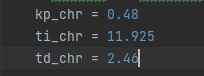 kp_chr = 0.48
ti_chr = 11.925
td_chr = 2.46